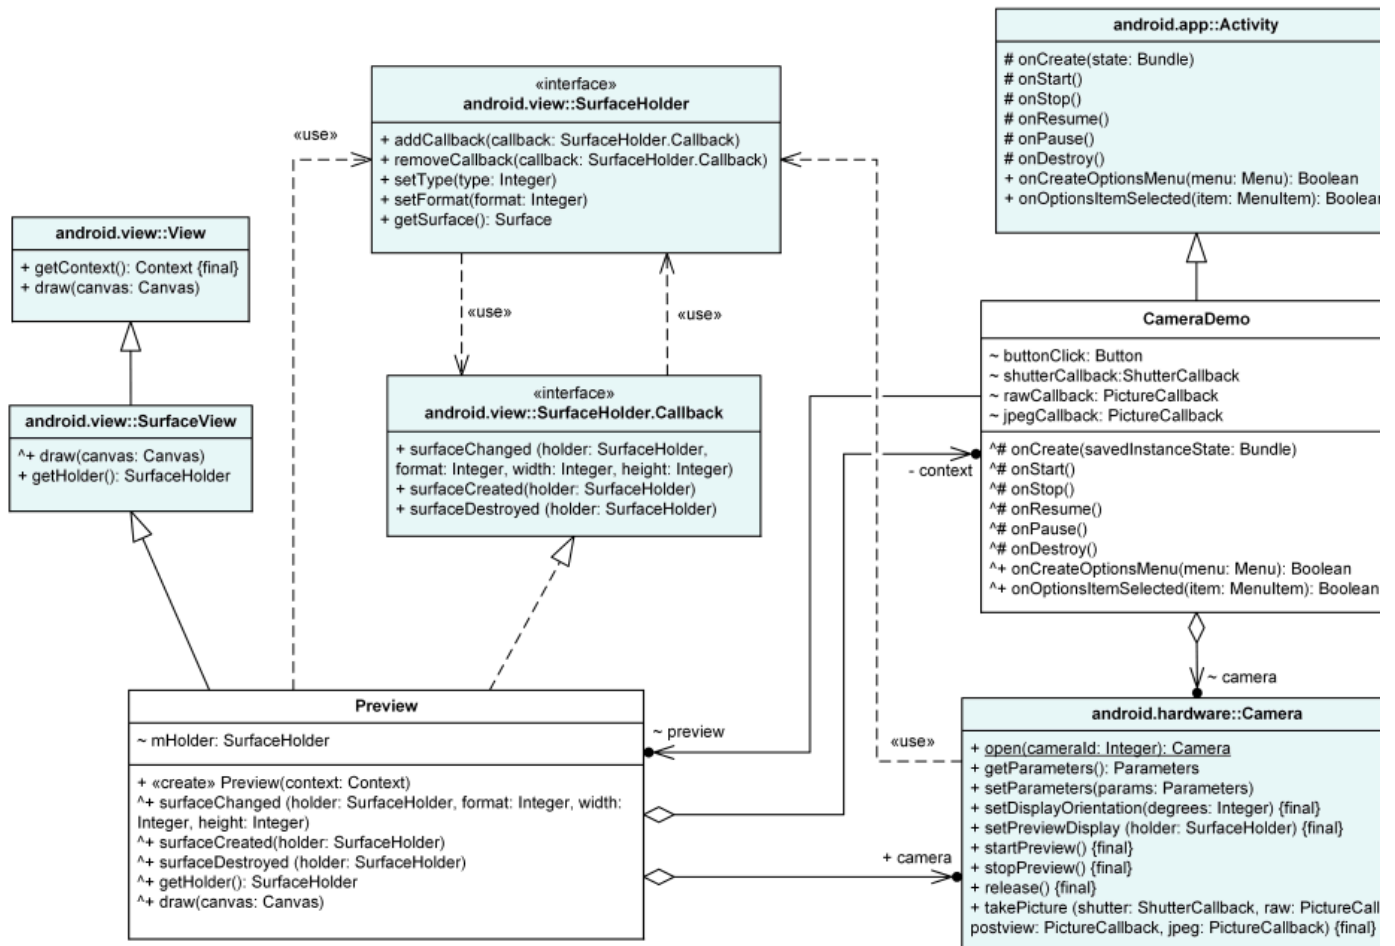 android.app::Activity
# onCreate(state: Bundle)
# onStart()
# onStop()
# onResume()
# onPause()
# onDestroy()
+ onCreateOptionsMenu(menu: Menu): Boolean
+ onOptionsItemSelected(item: MenuItem): Boolean
«interface»
android.view::SurfaceHolder
+ addCallback(callback: SurfaceHolder.Callback)
+ removeCallback(callback: SurfaceHolder.Callback)
+ setType(type: Integer)
+ setFormat(format: Integer)
+ getSurface(): Surface
«use»
android.view::View
+ getContext(): Context {final}
+ draw(canvas: Canvas)
«use»
«use»
CameraDemo
~ buttonClick: Button
~ shutterCallback:ShutterCallback
~ rawCallback: PictureCallback
~ jpegCallback: PictureCallback
^# onCreate(savedInstanceState: Bundle)
^# onStart()
^# onStop()
^# onResume()
^# onPause()
^# onDestroy()
^+ onCreateOptionsMenu(menu: Menu): Boolean
^+ onOptionsItemSelected(item: MenuItem): Boolean
«interface»
android.view::SurfaceHolder.Callback
+ surfaceChanged (holder: SurfaceHolder,
format: Integer, width: Integer, height: Integer)
+ surfaceCreated(holder: SurfaceHolder)
+ surfaceDestroyed (holder: SurfaceHolder)
android.view::SurfaceView
^+ draw(canvas: Canvas)
+ getHolder(): SurfaceHolder
- context
~ camera
Preview
~ mHolder: SurfaceHolder
+ «create» Preview(context: Context)
^+ surfaceChanged (holder: SurfaceHolder, format: Integer, width:
Integer, height: Integer)
^+ surfaceCreated(holder: SurfaceHolder)
^+ surfaceDestroyed (holder: SurfaceHolder)
^+ getHolder(): SurfaceHolder
^+ draw(canvas: Canvas)
~ preview
«use»
+ camera
android.hardware::Camera
+ open(cameraId: Integer): Camera
+ getParameters(): Parameters
+ setParameters(params: Parameters)
+ setDisplayOrientation(degrees: Integer) {final}
+ setPreviewDisplay (holder: SurfaceHolder) {final}
+ startPreview() {final}
+ stopPreview() {final}
+ release() {final}
+ takePicture (shutter: ShutterCallback, raw: PictureCall
postview: PictureCallback, jpeg: PictureCallback) {final}